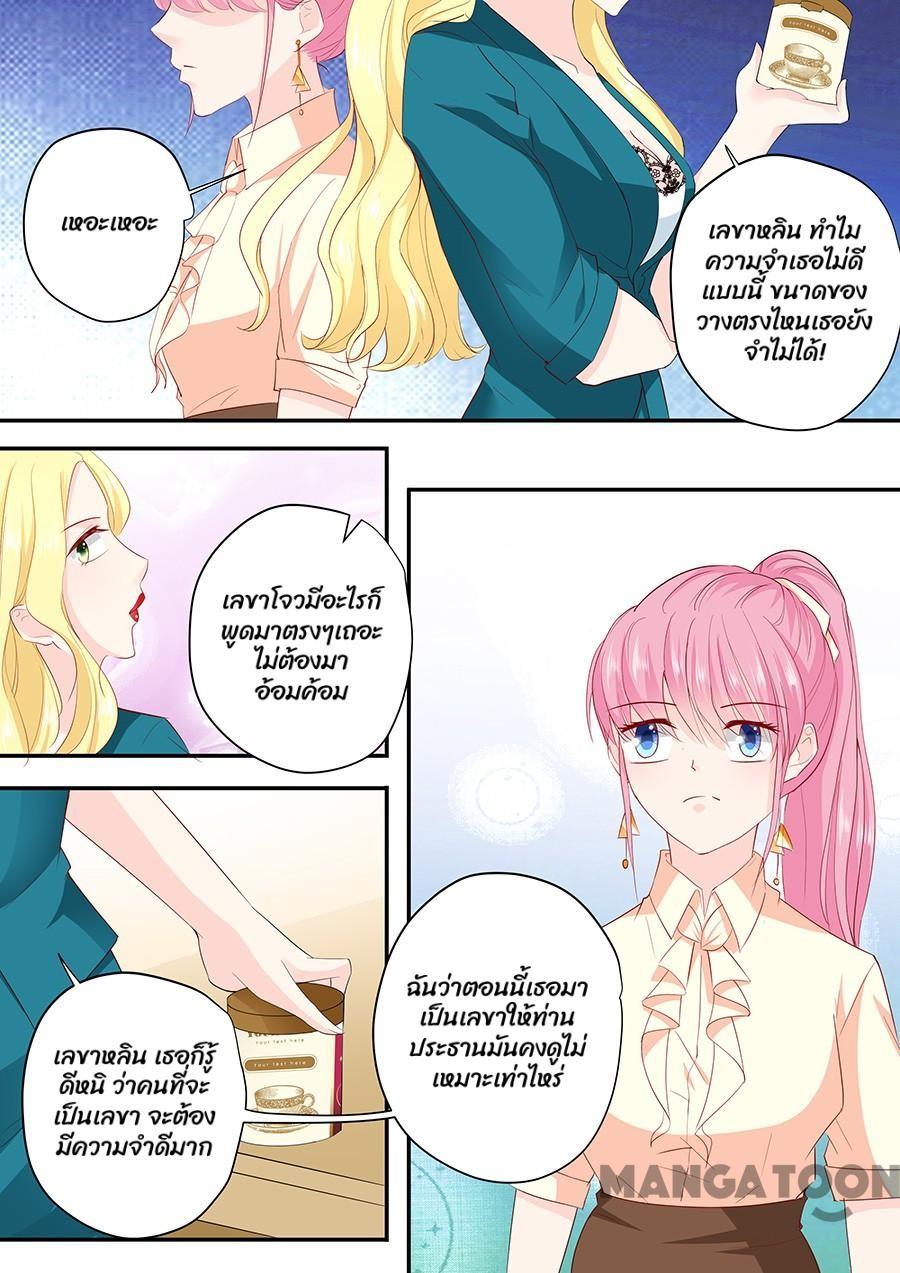 Your text here
เหอะเหอะ
เลขาหลิน ทำไม
ความจำเธอไม่ดี
แบบนี้ ขนาดของ
วางตรงไหนเธอยัง
จำไม่ได้!
เลขาโจวมีอะไรก็
พูดมาตรงๆเถอะ
ไม่ต้องมา
อ้อมค้อม
เลขาหลิน เธอก็รู้
ดีหนิ ว่าคนที่จะ
เป็นเลขา จะต้อง
มีความจำดีมาก
Your text here
Your text here
ฉันว่าตอนนี้เธอมา
เป็นเลขาให้ท่าน
ประธานมันคงดูไม่
เหมาะเท่าไหร่
MANGATOON